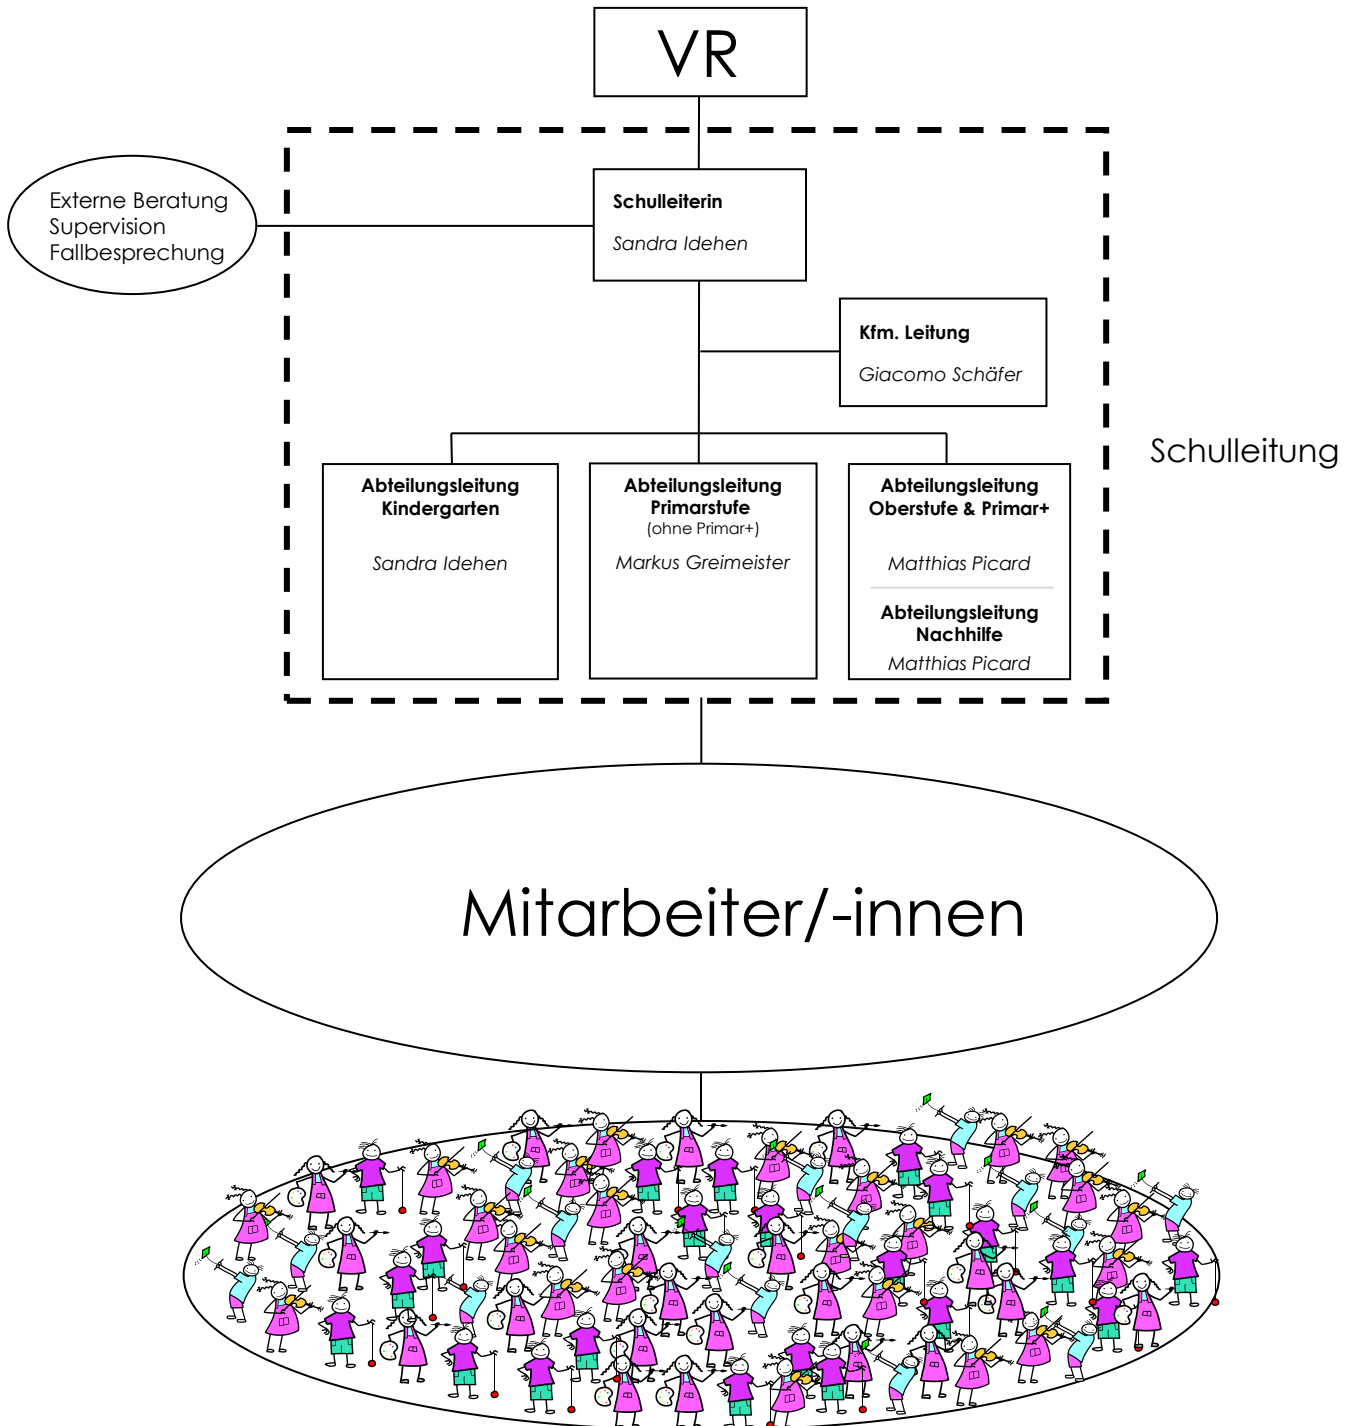 VR
Externe Beratung
Supervision
Fallbesprechung
Schulleiterin
Sandra Idehen
Kfm. Leitung
Giacomo Schäfer
Schulleitung
Abteilungsleitung
Kindergarten
Sandra Idehen
Abteilungsleitung
Primarstufe
(ohne Primar+)
Markus Greimeister
Abteilungsleitung
Oberstufe & Primar+
Matthias Picard
Abteilungsleitung
Nachhilfe
Matthias Picard
Mitarbeiter/-innen